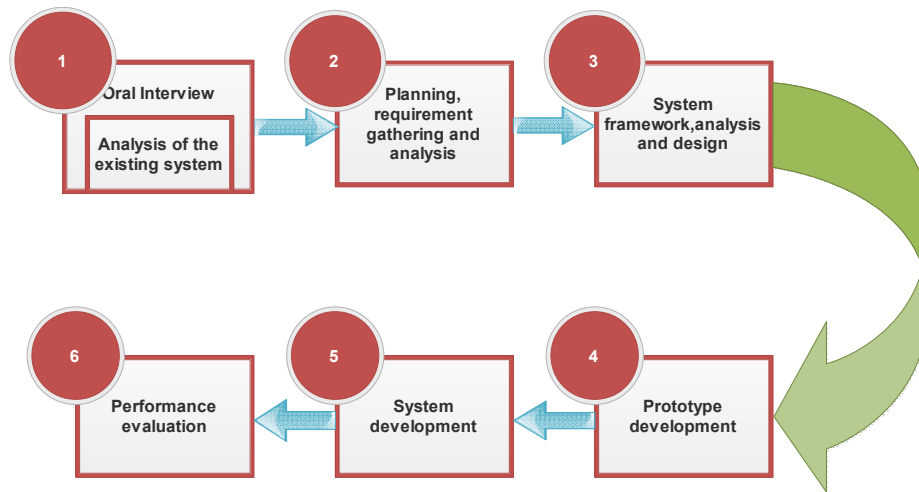 1
Oral Interview
Analysis of the
existing system
2
Planning,
requirement
gathering and
analysis
3
System
framework,analysis
and design
4
Prototype
development
5
System
development
6
Performance
evaluation